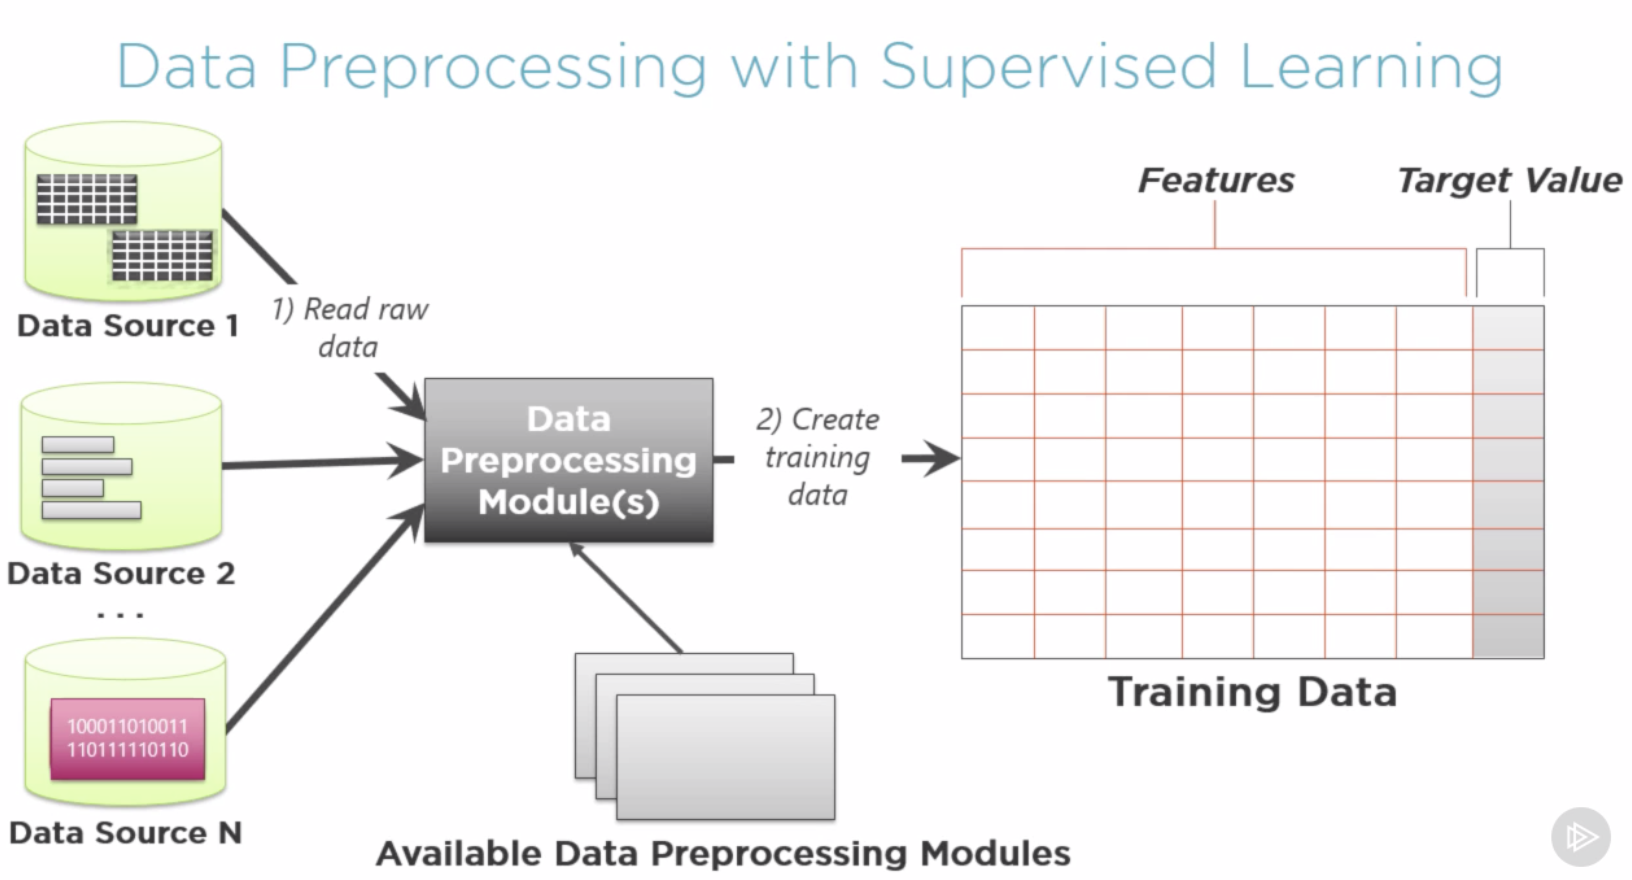 Data Preprocessing with Supervised Learning
Data Source 1
1) Read raw
data
Data Source 2
. . .
100011010011
110111110110
Data Source N
Data
Preprocessing
Module(s)
Available Data Preprocessing Modules
2) Create
training
data
Features
Target Value
Training Data